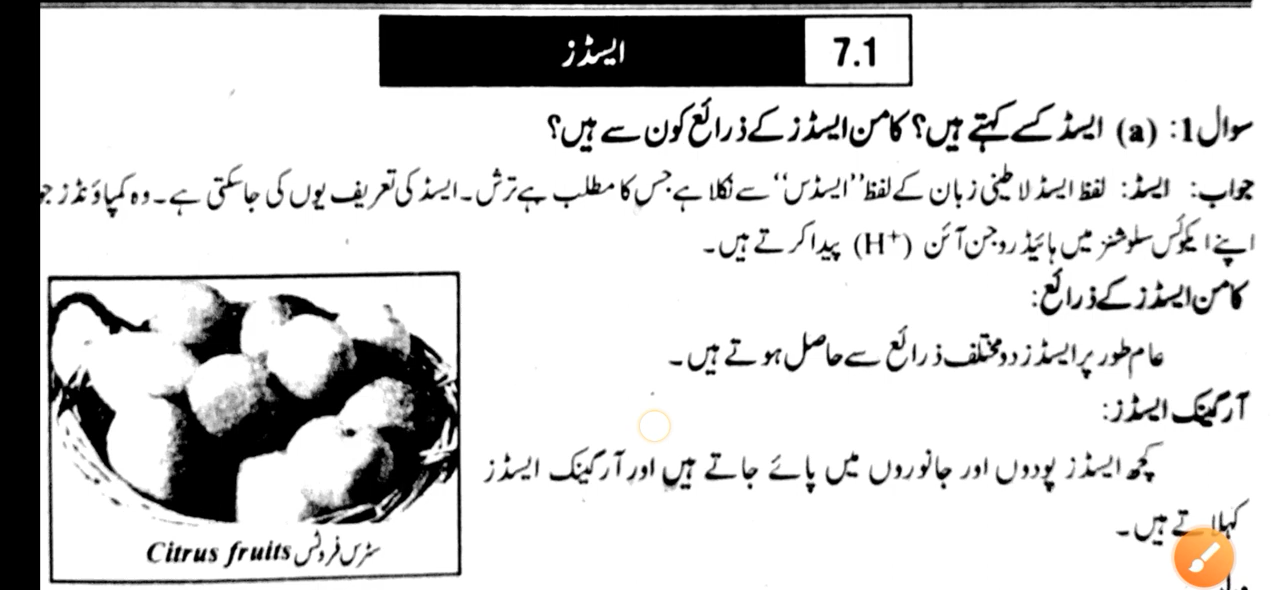 7.1 ایسڈز
سوال1: (a) ایسڈ کسے کہتے ہیں؟ کامن ایسڈز کے ذرائع کون سے ہیں؟
جواب: ایسڈ: لفظ ایسڈ لاطینی زبان کے لفظ ’’ایسڈس‘‘ سے نکلا ہے جس کا مطلب ہے ترش۔ ایسڈ کی تعریف یوں کی جاسکتی ہے۔ وہ کمپاؤنڈز جو
اپنے ایکوئس سلوشنز میں ہائیڈروجن آئن (H⁺) پیدا کرتے ہیں۔
کامن ایسڈز کے ذرائع:
عام طور پر ایسڈز دو مختلف ذرائع سے حاصل ہوتے ہیں۔
آرگینک ایسڈز:
کچھ ایسڈز پودوں اور جانوروں میں پائے جاتے ہیں اور آرگینک ایسڈز
کہلاتے ہیں۔
سٹرس فروٹس Citrus fruits